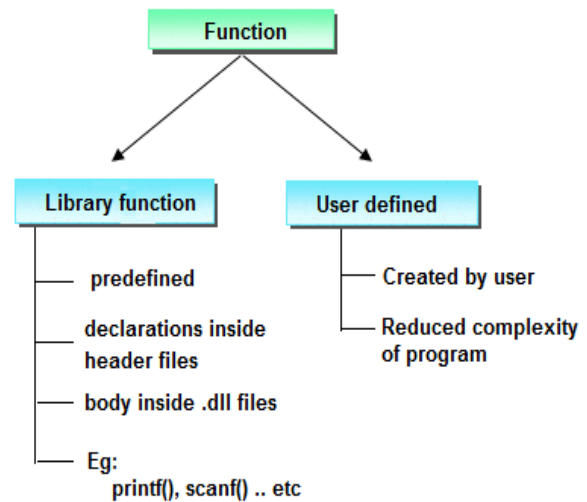 Function
Library function
predefined
declarations inside
header files
body inside .dll files
Eg:
printf(), scanf() .. etc
User defined
Created by user
Reduced complexity
of program